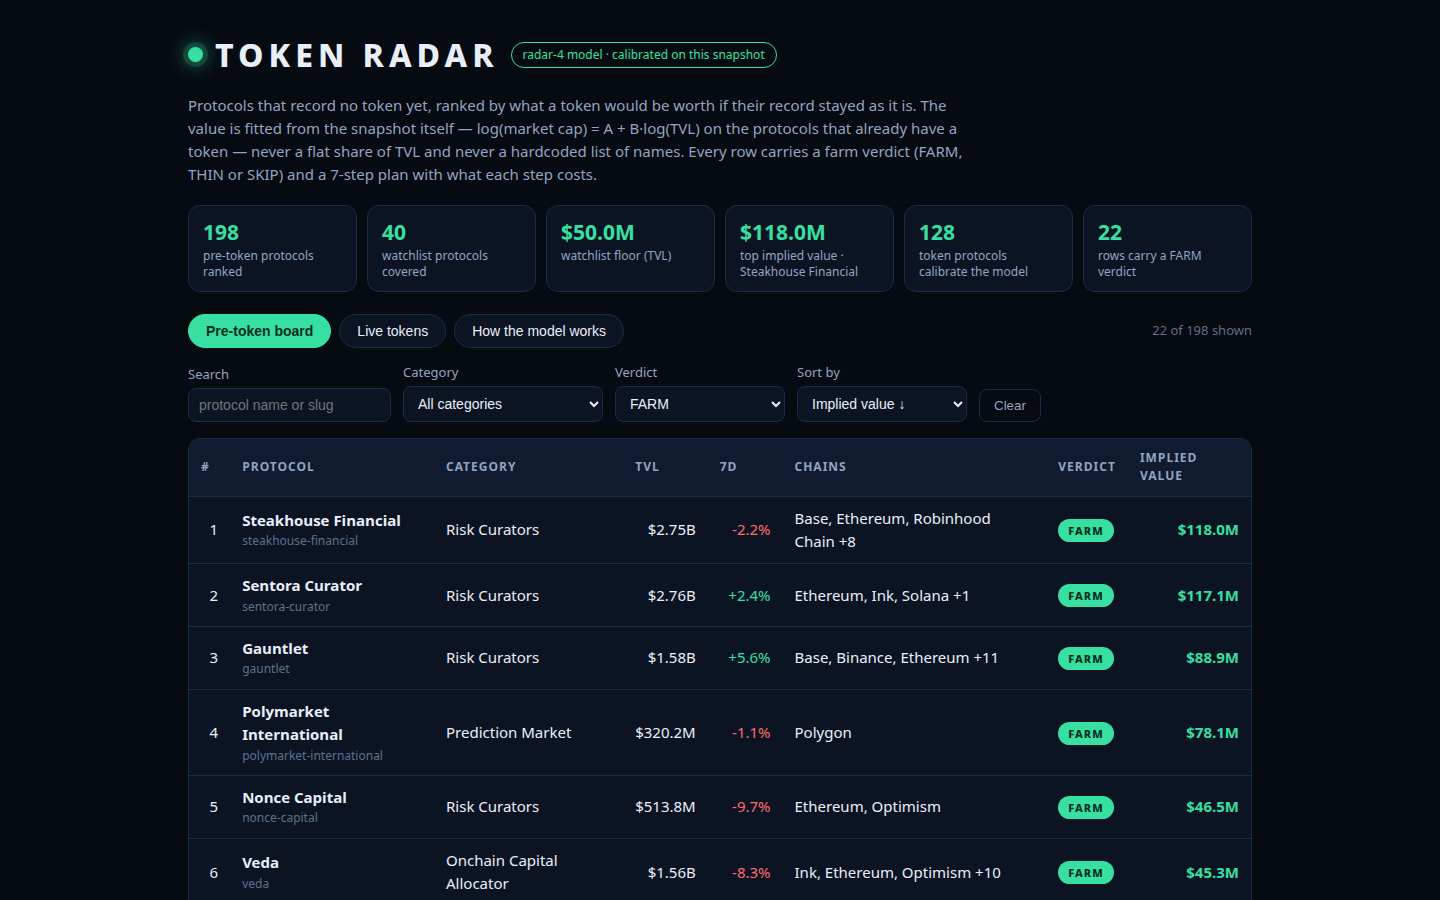 TOKEN RADAR
radar-4 model · calibrated on this snapshot
Protocols that record no token yet, ranked by what a token would be worth if their record stayed as it is. The
value is fitted from the snapshot itself — log(market cap) = A + B·log(TVL) on the protocols that already have a
token — never a flat share of TVL and never a hardcoded list of names. Every row carries a farm verdict (FARM,
THIN or SKIP) and a 7-step plan with what each step costs.
198
pre-token protocols
ranked
40
watchlist protocols
covered
$50.0M
watchlist floor (TVL)
$118.0M
top implied value ·
Steakhouse Financial
128
token protocols
calibrate the model
22
rows carry a FARM
verdict
Pre-token board
Live tokens
How the model works
22 of 198 shown
Search
Category
Verdict
Sort by
protocol name or slug
All categories
FARM
Implied value ↓
Clear
# PROTOCOL CATEGORY TVL 7D CHAINS VERDICT IMPLIED
VALUE
1 Steakhouse Financial Risk Curators $2.75B -2.2% Base, Ethereum, Robinhood FARM $118.0M
steakhouse-financial Chain +8
2 Sentora Curator Risk Curators $2.76B +2.4% Ethereum, Ink, Solana +1 FARM $117.1M
sentora-curator
3 Gauntlet Risk Curators $1.58B +5.6% Base, Binance, Ethereum +11 FARM $88.9M
gauntlet
4 Polymarket Prediction Market $320.2M -1.1% Polygon FARM $78.1M
International
polymarket-international
5 Nonce Capital Risk Curators $513.8M -9.7% Ethereum, Optimism FARM $46.5M
nonce-capital
6 Veda Onchain Capital $1.56B -8.3% Ink, Ethereum, Optimism +10 FARM $45.3M
veda Allocator